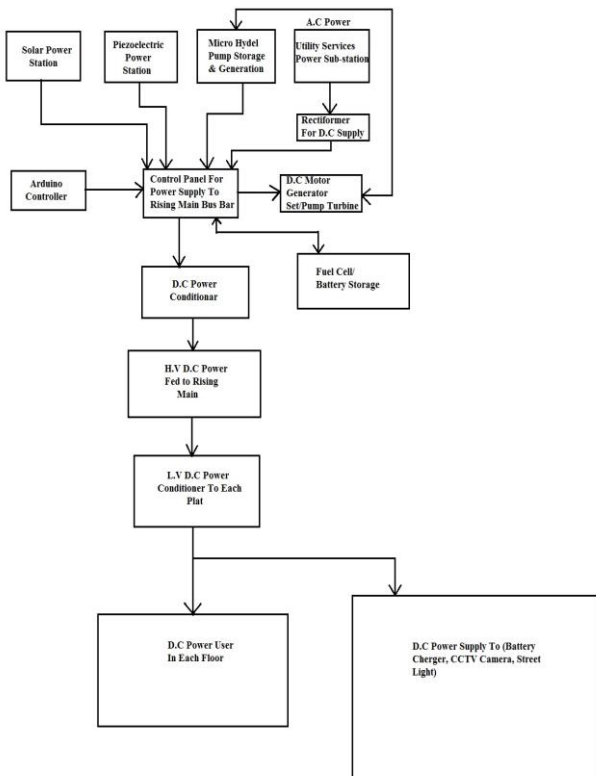 A.C Power
Solar Power
Station
Piezoelectric
Power
Station
Micro Hydel
Pump Storage
& Generation
Utility Services
Power Sub-station
Rectiformer
For D.C Supply
Arduino
Controller
Control Panel For
Power Supply To
Rising Main Bus Bar
D.C Motor
Generator
Set/Pump Turbine
Fuel Cell/
Battery Storage
D.C Power
Conditionar
H.V D.C Power
Fed to Rising
Main
L.V D.C Power
Conditioner To Each
Plat
D.C Power User
In Each Floor
D.C Power Supply To (Battery
Cherger, CCTV Camera, Street
Light)